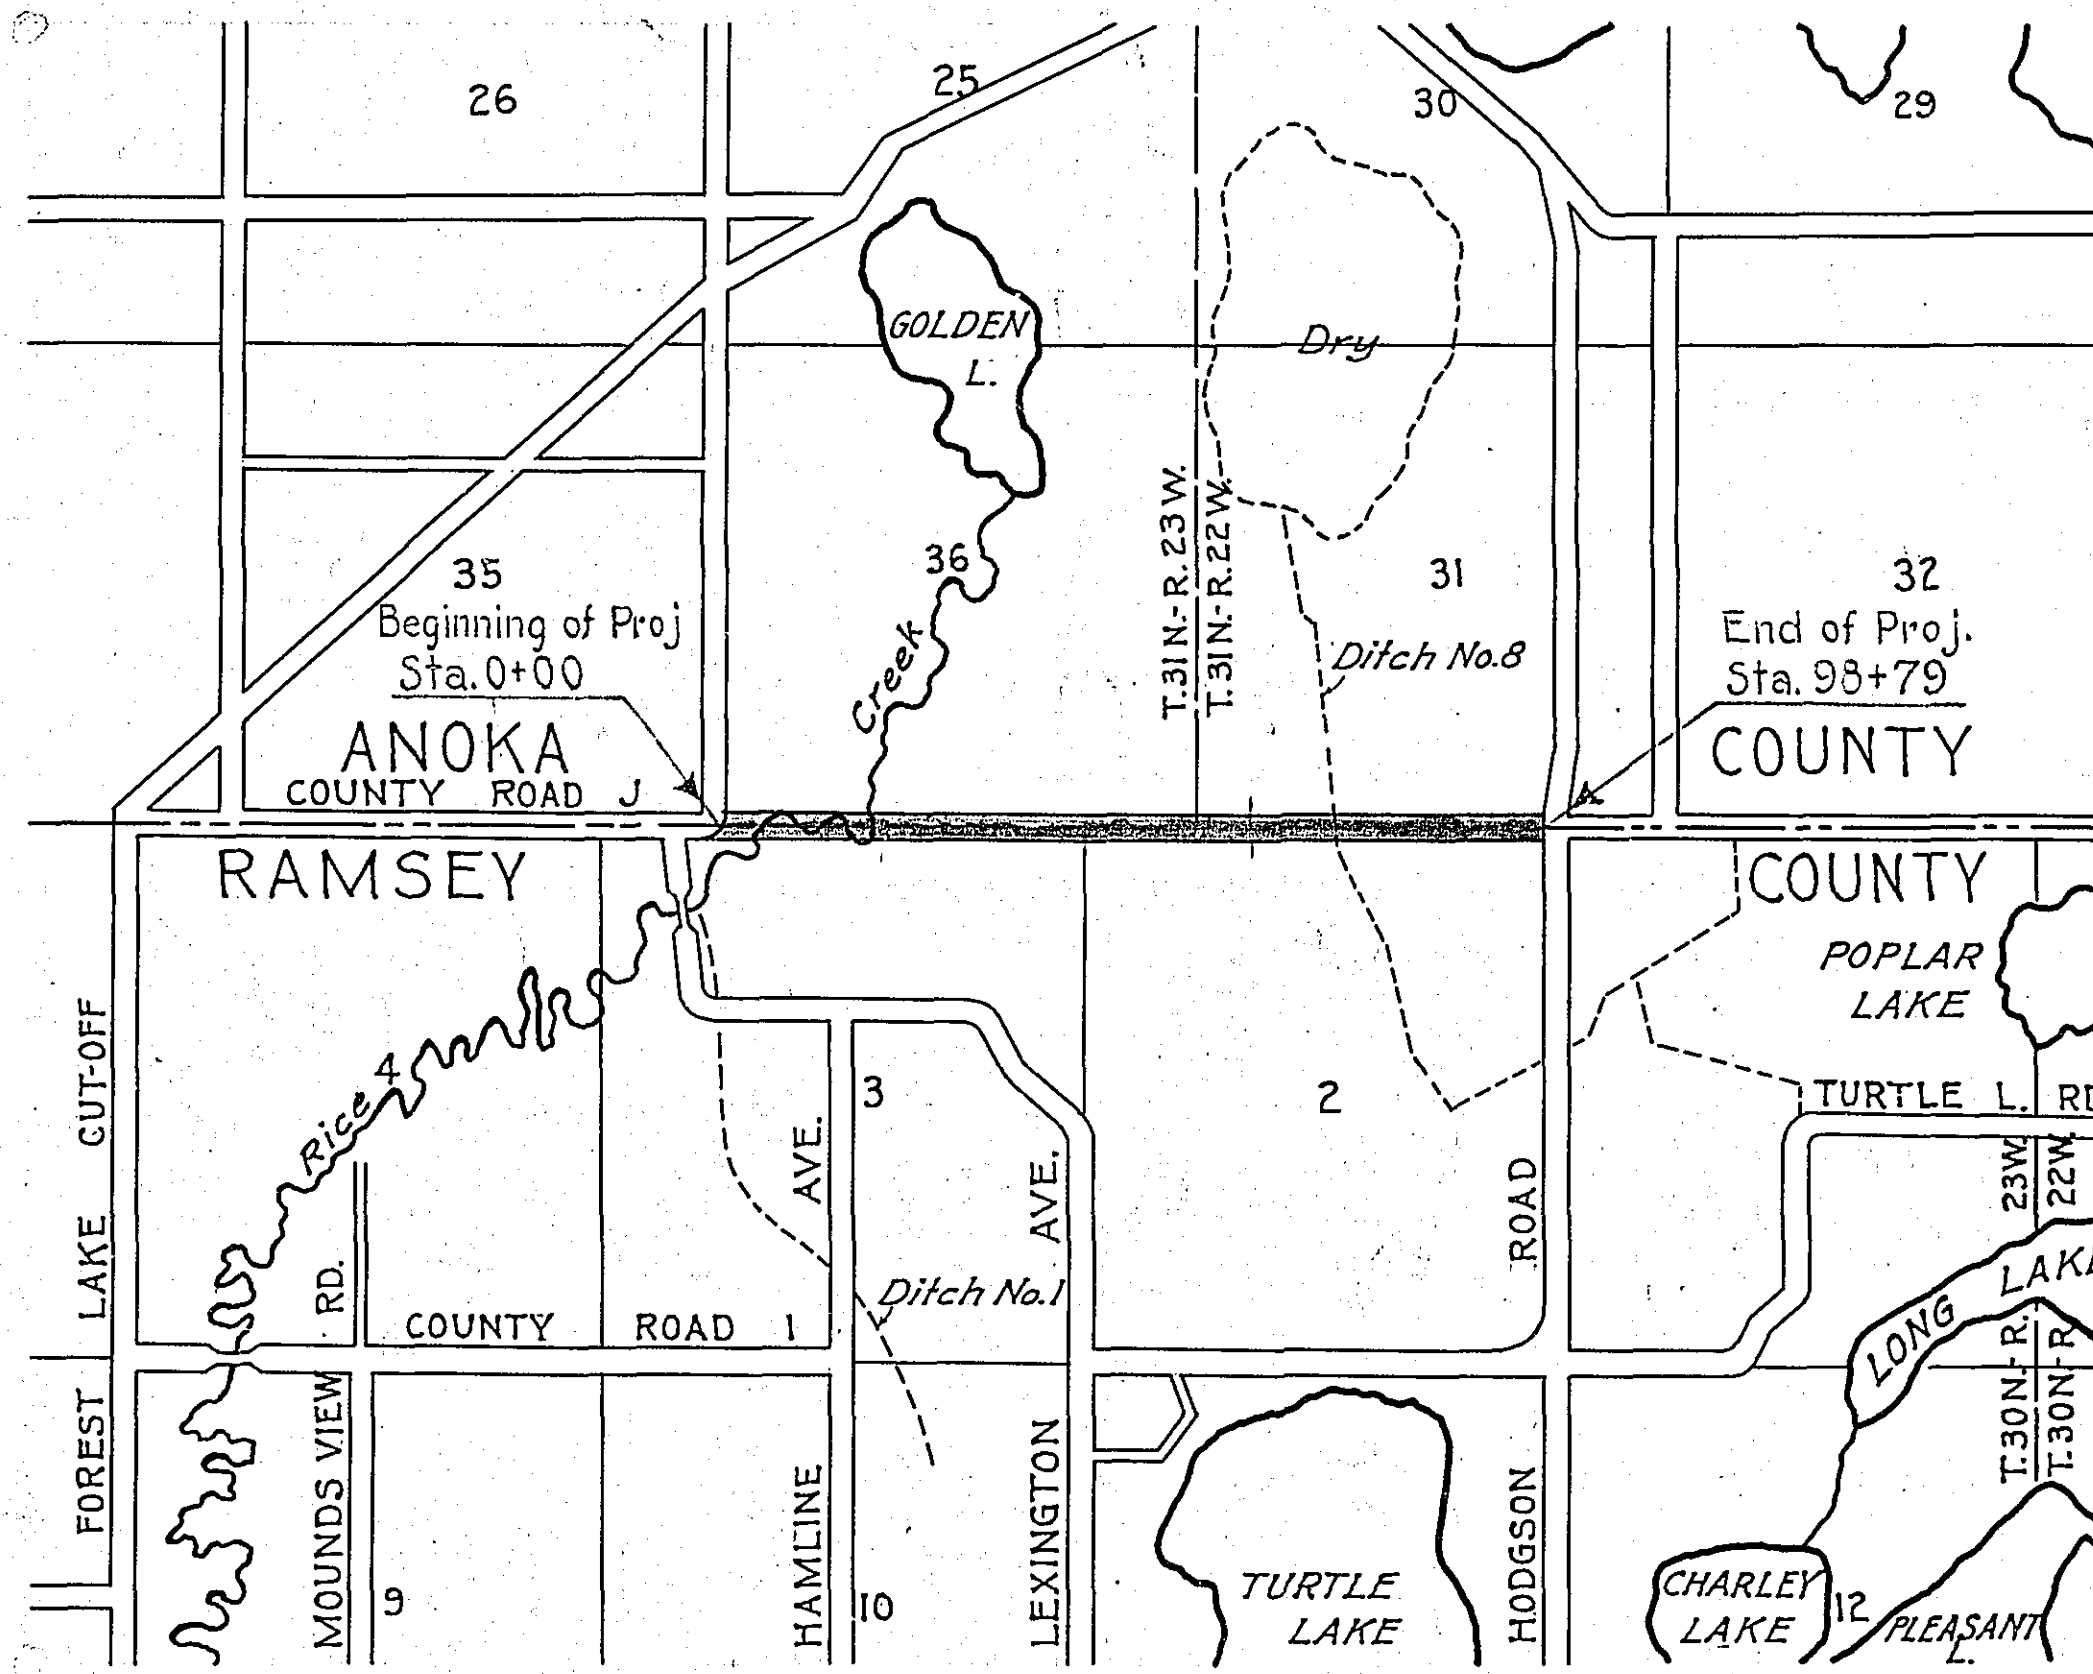 26
25
30
29
GOLDEN
L.
Dry
T.31N.-R.23W.
T.31N.-R.22W.
35
36
31
32
Beginning of Proj
Sta. 0+00
End of Proj.
Sta. 98+79
Creek
Ditch No.8
ANOKA
COUNTY
COUNTY ROAD J
RAMSEY
COUNTY
POPLAR
LAKE
4
3
2
Rice
TURTLE L. RD
FOREST LAKE CUT-OFF
MOUNDS VIEW RD.
HAMLINE AVE.
LEXINGTON AVE.
HODGSON ROAD
T.30N.-R. 23W.
T.30N.-R. 22W.
Ditch No.1
COUNTY ROAD I
LONG LAKE
9
10
TURTLE
LAKE
CHARLEY
LAKE
12
PLEASANT
L.